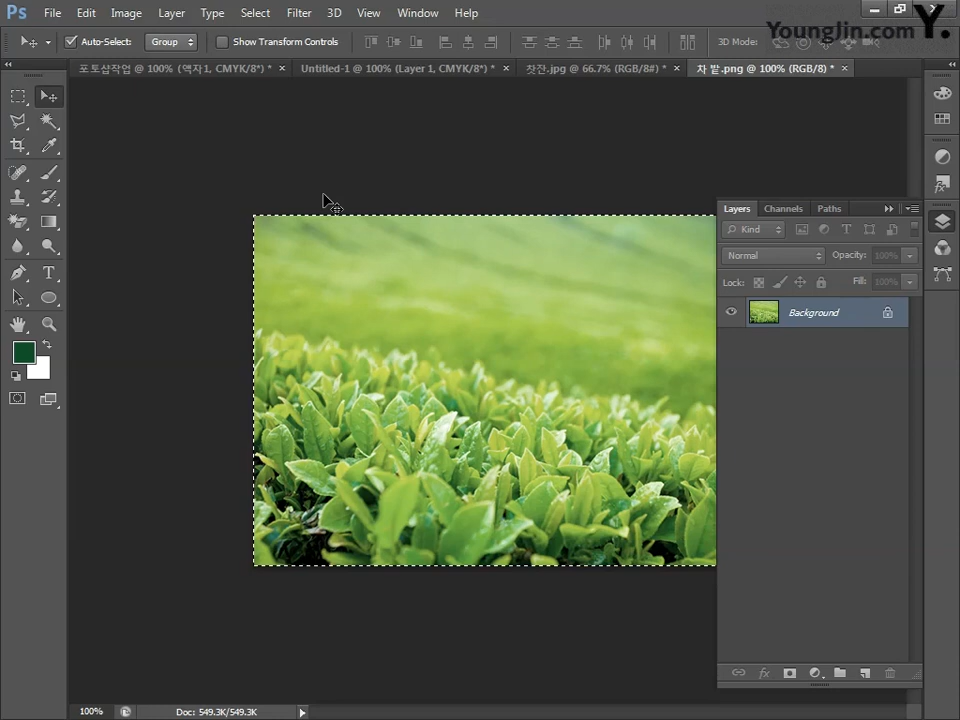 Ps File Edit Image Layer Type Select Filter 3D View Window Help
YoungJin.com Y.
Auto-Select: Group Show Transform Controls 3D Mode:
포토샵작업 @ 100% (액자1, CMYK/8*) * × Untitled-1 @ 100% (Layer 1, CMYK/8*) * × 찻잔.jpg @ 66.7% (RGB/8#) * × 차 밭.png @ 100% (RGB/8) * ×
Layers Channels Paths
Kind
Normal Opacity: 100%
Lock: Fill: 100%
Background
fx
100% Doc: 549.3K/549.3K